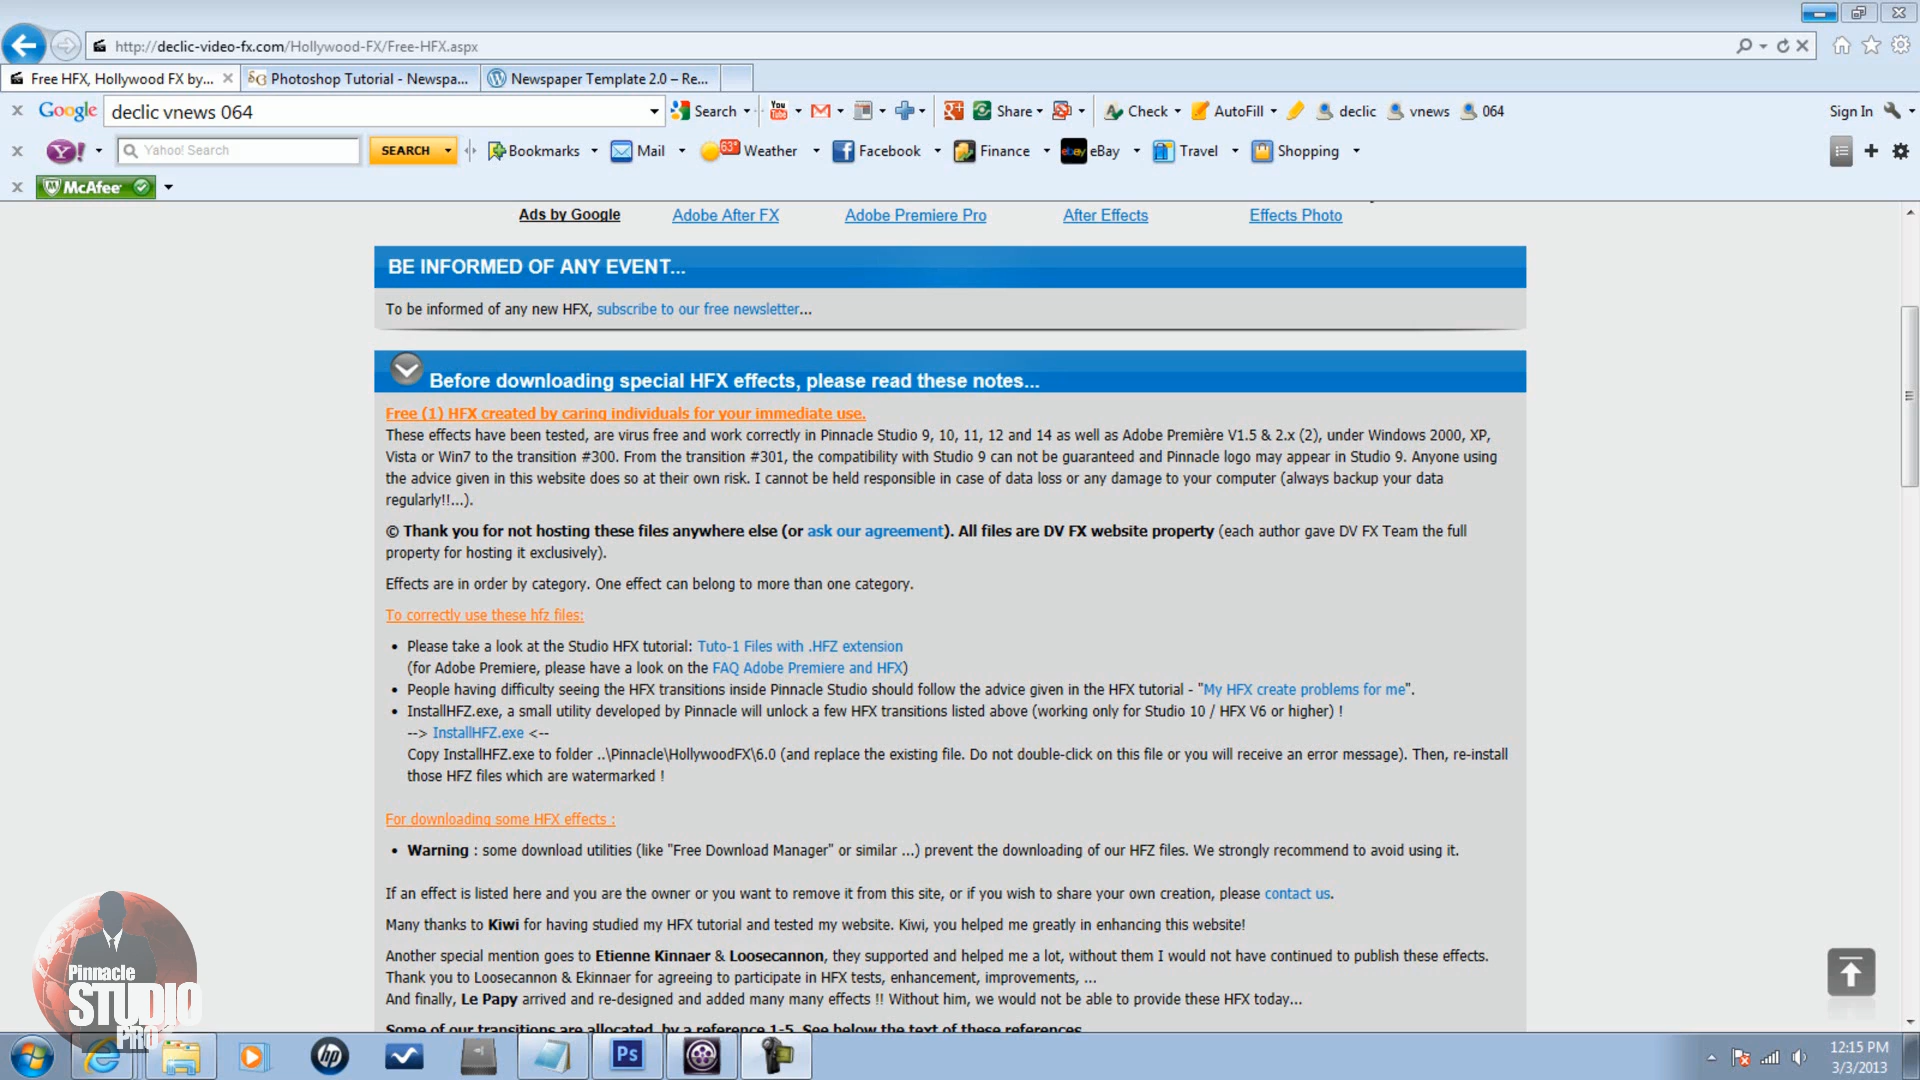 http://declic-video-fx.com/Hollywood-FX/Free-HFX.aspx
Free HFX, Hollywood FX by... Photoshop Tutorial - Newspa... Newspaper Template 2.0 – Re...
Google declic vnews 064 Search Share Check AutoFill declic vnews 064 Sign In
Y! Yahoo! Search SEARCH Bookmarks Mail 63° Weather Facebook Finance ebay eBay Travel Shopping
McAfee
Ads by Google Adobe After FX Adobe Premiere Pro After Effects Effects Photo
BE INFORMED OF ANY EVENT...
To be informed of any new HFX, subscribe to our free newsletter...
Before downloading special HFX effects, please read these notes...
Free (1) HFX created by caring individuals for your immediate use.
These effects have been tested, are virus free and work correctly in Pinnacle Studio 9, 10, 11, 12 and 14 as well as Adobe Première V1.5 & 2.x (2), under Windows 2000, XP,
Vista or Win7 to the transition #300. From the transition #301, the compatibility with Studio 9 can not be guaranteed and Pinnacle logo may appear in Studio 9. Anyone using
the advice given in this website does so at their own risk. I cannot be held responsible in case of data loss or any damage to your computer (always backup your data
regularly!!...).
© Thank you for not hosting these files anywhere else (or ask our agreement). All files are DV FX website property (each author gave DV FX Team the full
property for hosting it exclusively).
Effects are in order by category. One effect can belong to more than one category.
To correctly use these hfz files:
• Please take a look at the Studio HFX tutorial: Tuto-1 Files with .HFZ extension
(for Adobe Premiere, please have a look on the FAQ Adobe Premiere and HFX)
• People having difficulty seeing the HFX transitions inside Pinnacle Studio should follow the advice given in the HFX tutorial - "My HFX create problems for me".
• InstallHFZ.exe, a small utility developed by Pinnacle will unlock a few HFX transitions listed above (working only for Studio 10 / HFX V6 or higher) !
--> InstallHFZ.exe <--
Copy InstallHFZ.exe to folder ..\Pinnacle\HollywoodFX\6.0 (and replace the existing file. Do not double-click on this file or you will receive an error message). Then, re-install
those HFZ files which are watermarked !
For downloading some HFX effects :
• Warning : some download utilities (like "Free Download Manager" or similar ...) prevent the downloading of our HFZ files. We strongly recommend to avoid using it.
If an effect is listed here and you are the owner or you want to remove it from this site, or if you wish to share your own creation, please contact us.
Many thanks to Kiwi for having studied my HFX tutorial and tested my website. Kiwi, you helped me greatly in enhancing this website!
Another special mention goes to Etienne Kinnaer & Loosecannon, they supported and helped me a lot, without them I would not have continued to publish these effects.
Thank you to Loosecannon & Ekinnaer for agreeing to participate in HFX tests, enhancement, improvements, ...
And finally, Le Papy arrived and re-designed and added many many effects !! Without him, we would not be able to provide these HFX today...
Some of our transitions are allocated, by a reference 1-5. See below the text of these references
Pinnacle
STUDIO
PRO
hp
Ps
12:15 PM
3/3/2013